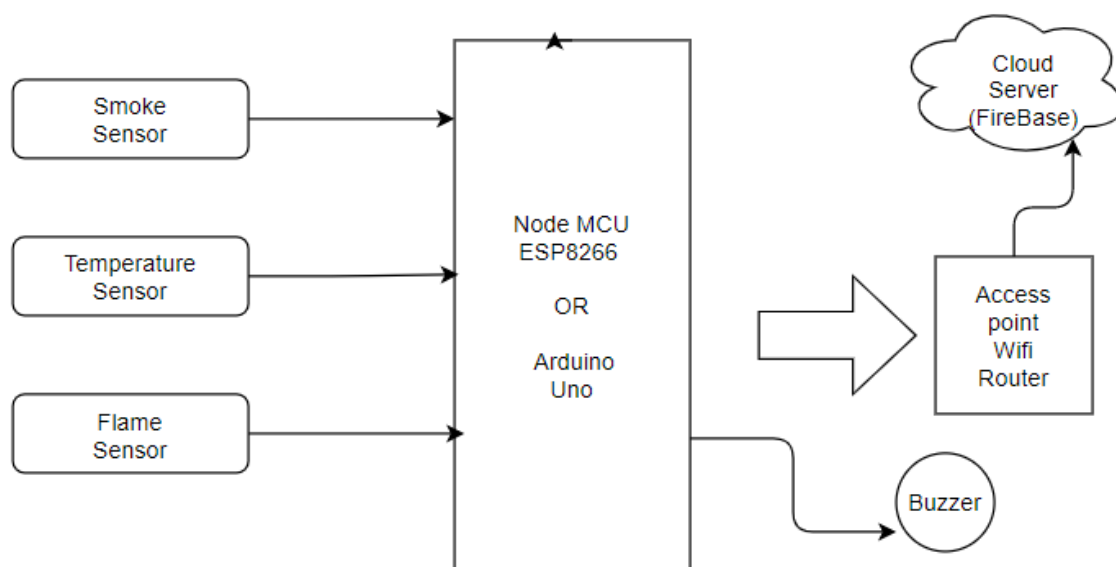 Smoke
Sensor
Temperature
Sensor
Flame
Sensor
Node MCU
ESP8266
OR
Arduino
Uno
Cloud
Server
(FireBase)
Access
point
Wifi
Router
Buzzer